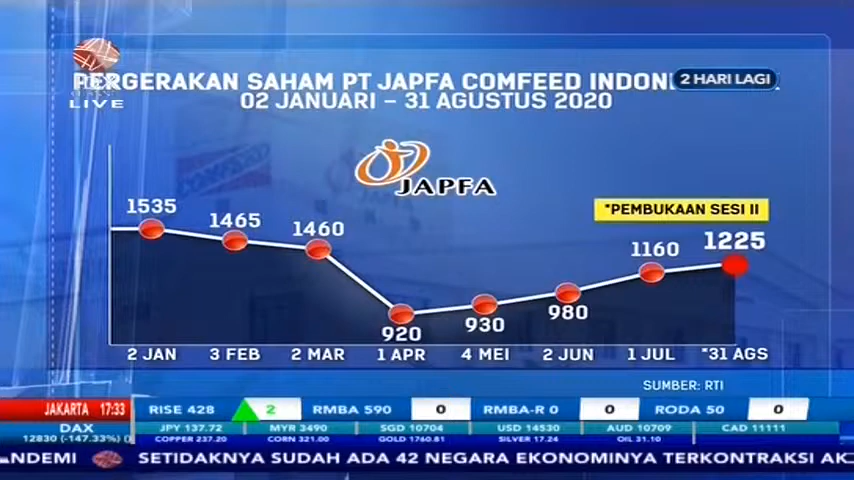 PERGERAKAN SAHAM PT JAPFA COMFEED
2 HARI LAGI
LIVE
02 JANUARI – 31 AGUSTUS 2020
COMFEED
JAPFA
*PEMBUKAAN SESI II
1535
1465
1460
920
930
980
1160
1225
2 JAN
3 FEB
2 MAR
1 APR
4 MEI
2 JUN
1 JUL
*31 AGS
SUMBER: RTI
JAKARTA 17:33
RISE 428 2 RMBA 590 0 RMBA-R 0 0 RODA 50 0
DAX
JPY 137.72 MYR 3490 SGD 10704 USD 14530 AUD 10709 CAD 11111
12830 (-147.33%)
COPPER 237.20 CORN 321.00 GOLD 1760.81 SILVER 17.24 OIL 31.10
ANDEMI SETIDAKNYA SUDAH ADA 42 NEGARA EKONOMINYA TERKONTRAKSI AK